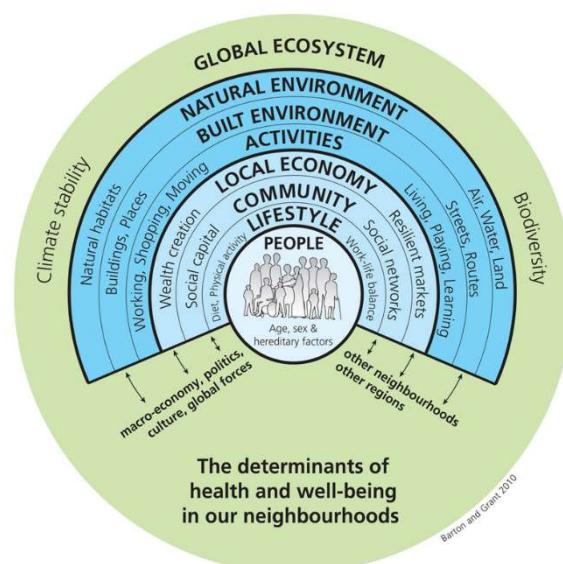 GLOBAL ECOSYSTEM
NATURAL ENVIRONMENT
BUILT ENVIRONMENT
ACTIVITIES
LOCAL ECONOMY
COMMUNITY
LIFESTYLE
PEOPLE
Age, sex &
hereditary factors
Climate stability
Natural habitats
Buildings, Places
Working, Shopping, Moving
Wealth creation
Social capital
Diet, Physical activity
Work-life balance
Social networks
Resilient markets
Living, Playing, Learning
Streets, Routes
Air, Water, Land
Biodiversity
macro-economy, politics,
culture, global forces
other neighbourhoods
other regions
The determinants of
health and well-being
in our neighbourhoods
Barton and Grant 2010